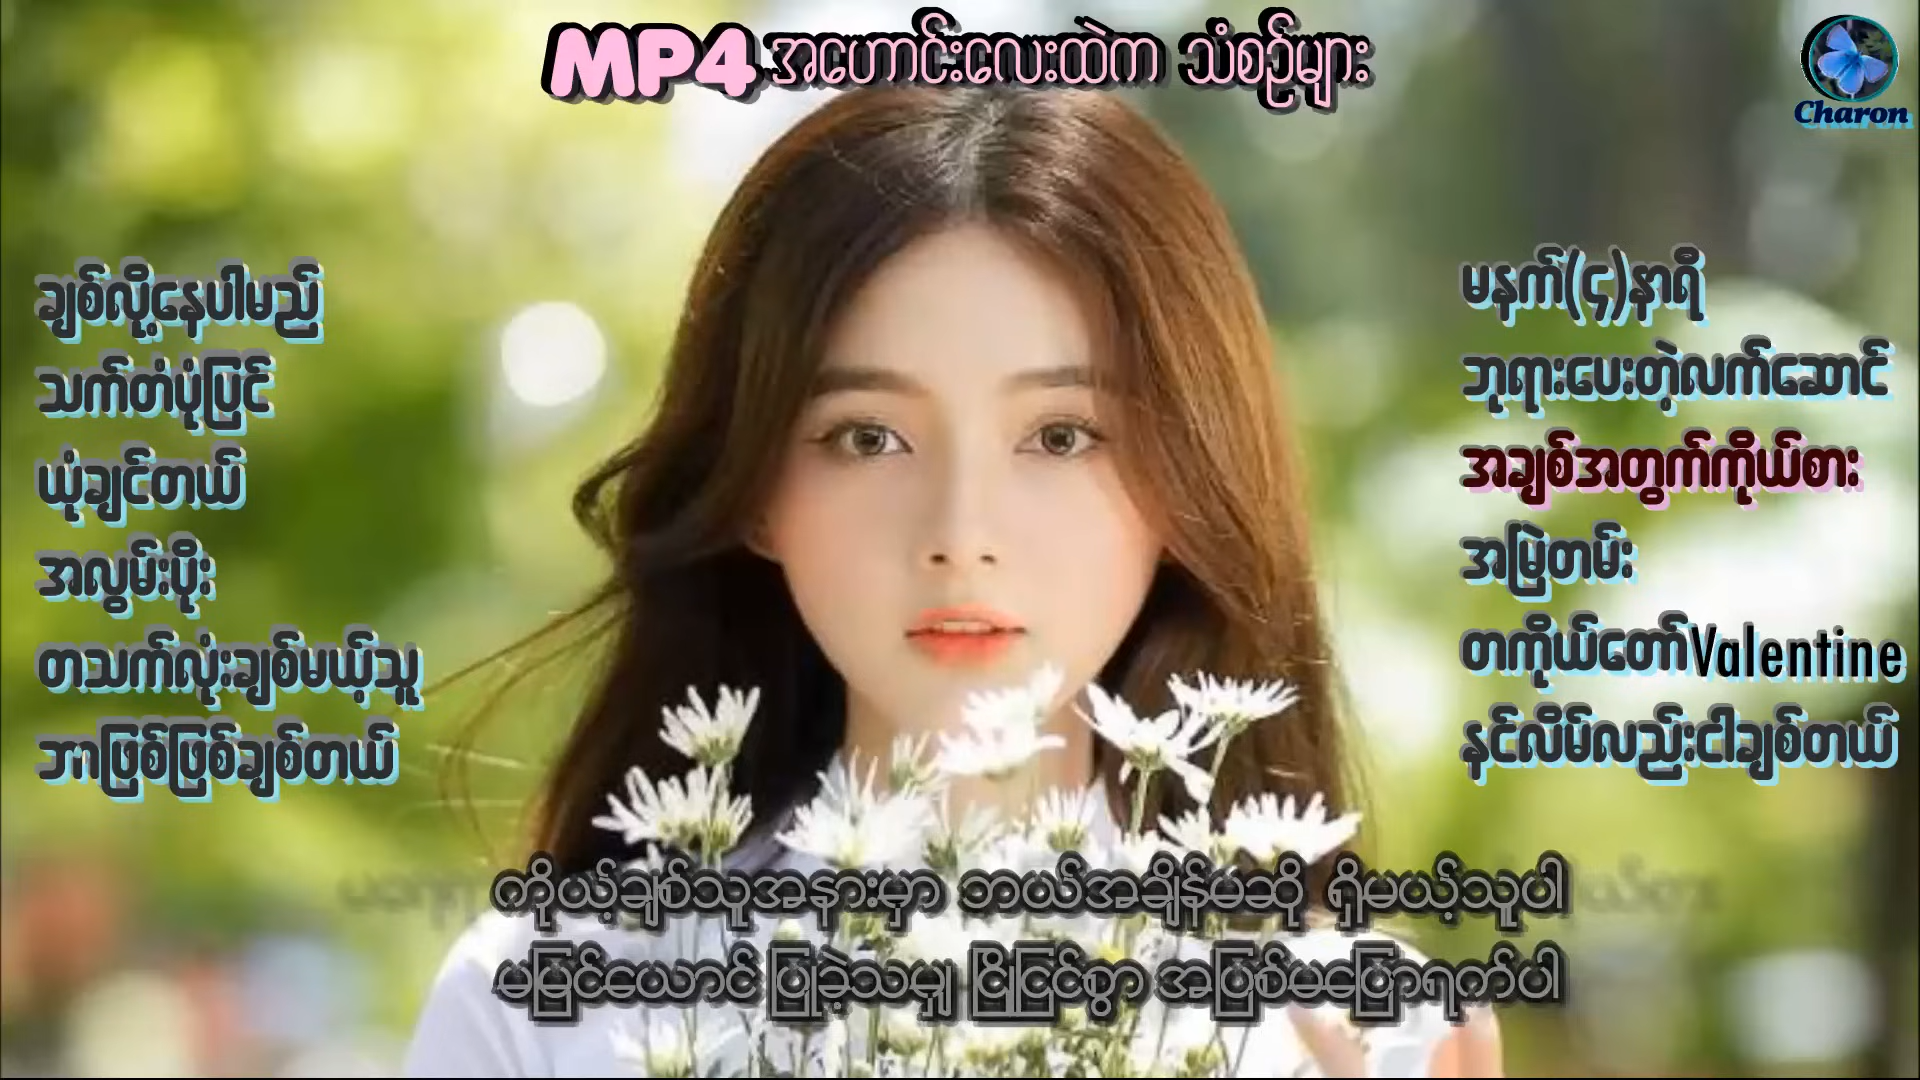 MP4 အဟောင်းလေးထဲက သံစဉ်များ
Charon
ချစ်လို့နေပါမည်
သက်တံပုံပြင်
ယုံချင်တယ်
အလွမ်းပိုး
တသက်လုံးချစ်မယ့်သူ
ဘာဖြစ်ဖြစ်ချစ်တယ်
မနက်(၄)နာရီ
ဘုရားပေးတဲ့လက်ဆောင်
အချစ်အတွက်ကိုယ်စား
အမြဲတမ်း
တကိုယ်တော်Valentine
နင်လိမ်လည်းငါချစ်တယ်
ကိုယ့်ချစ်သူအနားမှာ ဘယ်အချိန်မဆို ရှိမယ့်သူပါ
မမြင်ယောင် ပြုခဲ့သမျှ ငြိုငြင်စွာ အပြစ်မပြောရက်ပါ